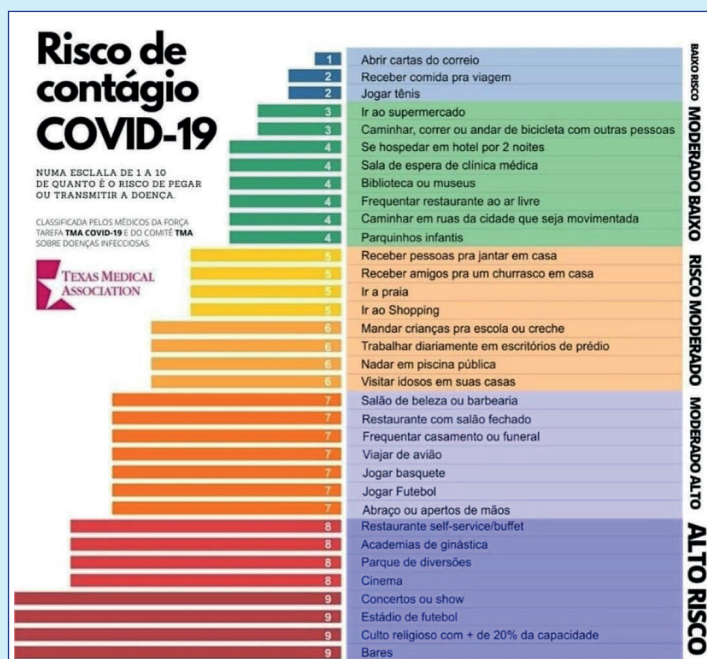 Risco de
contágio
COVID-19
NUMA ESCLALA DE 1 A 10
DE QUANTO É O RISCO DE PEGAR
OU TRANSMITIR A DOENÇA.
CLASSIFICADA PELOS MÉDICOS DA FORÇA
TAREFA TMA COVID-19 E DO COMITÊ TMA
SOBRE DOENÇAS INFECCIOSAS.
TEXAS MEDICAL
ASSOCIATION
1 Abrir cartas do correio
2 Receber comida pra viagem
2 Jogar tênis
3 Ir ao supermercado
3 Caminhar, correr ou andar de bicicleta com outras pessoas
4 Se hospedar em hotel por 2 noites
4 Sala de espera de clínica médica
4 Biblioteca ou museus
4 Frequentar restaurante ao ar livre
4 Caminhar em ruas da cidade que seja movimentada
4 Parquinhos infantis
5 Receber pessoas pra jantar em casa
5 Receber amigos pra um churrasco em casa
5 Ir a praia
5 Ir ao Shopping
6 Mandar crianças pra escola ou creche
6 Trabalhar diariamente em escritórios de prédio
6 Nadar em piscina pública
6 Visitar idosos em suas casas
7 Salão de beleza ou barbearia
7 Restaurante com salão fechado
7 Frequentar casamento ou funeral
7 Viajar de avião
7 Jogar basquete
7 Jogar Futebol
7 Abraço ou apertos de mãos
8 Restaurante self-service/buffet
8 Academias de ginástica
8 Parque de diversões
8 Cinema
9 Concertos ou show
9 Estádio de futebol
9 Culto religioso com + de 20% da capacidade
9 Bares
BAIXO RISCO
MODERADO BAIXO
RISCO MODERADO
MODERADO ALTO
ALTO RISCO